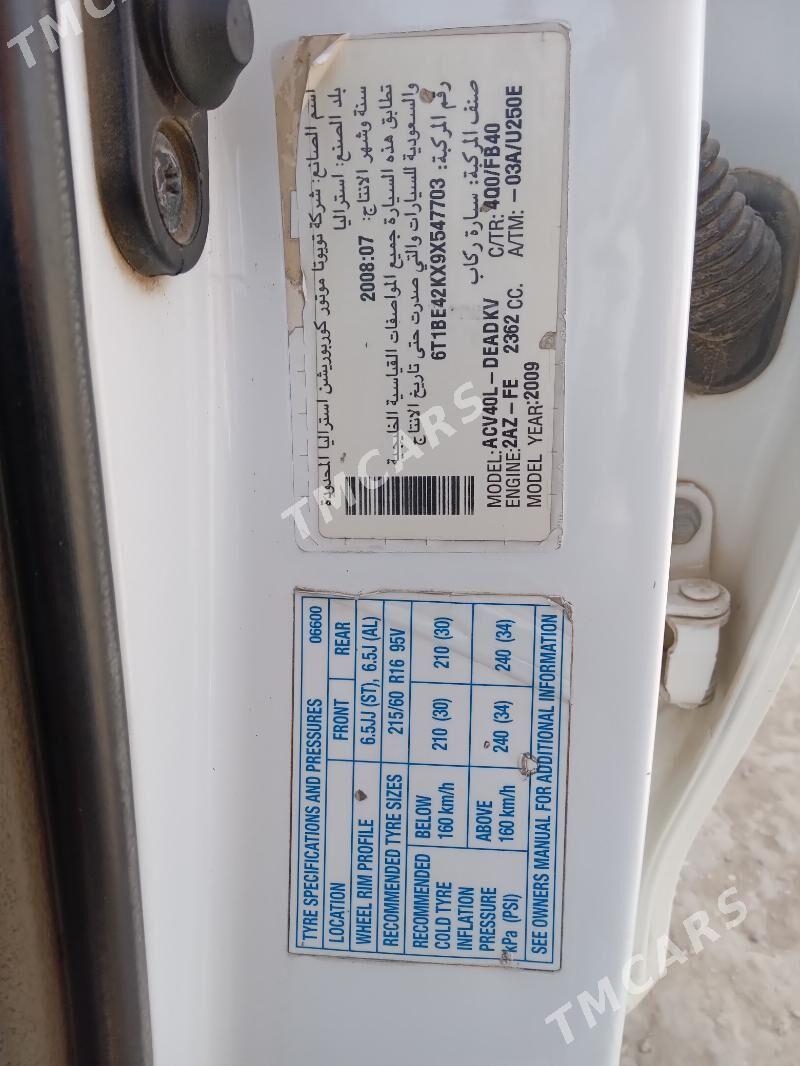 اسم الصانع: شركة تويوتا موتور كوربوريشن استراليا المحدودة
بلد الصنع: استراليا
سنة وشهر الانتاج: 2008:07
تطابق هذه السيارة جميع المواصفات القياسية الخليجية
والسعودية للسيارات والتي صدرت حتى تاريخ الانتاج
رقم المركبة: 6T1BE42KX9X547703
صنف المركبة: سيارة ركاب
MODEL:ACV40L-DEADKV C/TR: 4Q0/FB40
ENGINE:2AZ-FE 2362 CC. A/TM: -03A/U250E
MODEL YEAR:2009
TYRE SPECIFICATIONS AND PRESSURES 06600
LOCATION FRONT REAR
WHEEL RIM PROFILE 6.5JJ (ST), 6.5J (AL)
RECOMMENDED TYRE SIZES 215/60 R16 95V
RECOMMENDED COLD TYRE INFLATION PRESSURE kPa (PSI)
BELOW 160 km/h 210 (30) 210 (30)
ABOVE 160 km/h 240 (34) 240 (34)
SEE OWNERS MANUAL FOR ADDITIONAL INFORMATION
TMCARS
TMCARS
TMCARS
TMCARS
TMCARS